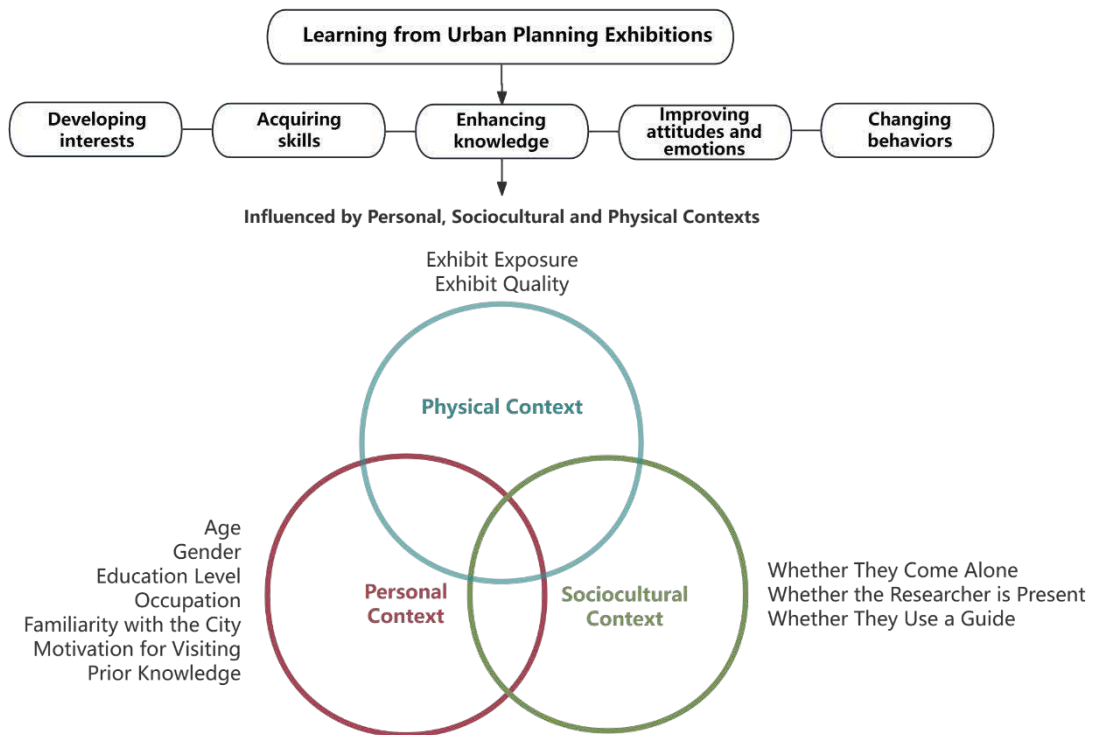 Learning from Urban Planning Exhibitions
Developing
interests
Acquiring
skills
Enhancing
knowledge
Improving
attitudes and
emotions
Changing
behaviors
Influenced by Personal, Sociocultural and Physical Contexts
Exhibit Exposure
Exhibit Quality
Physical Context
Age
Gender
Education Level
Occupation
Familiarity with the City
Motivation for Visiting
Prior Knowledge
Personal
Context
Sociocultural
Context
Whether They Come Alone
Whether the Researcher is Present
Whether They Use a Guide